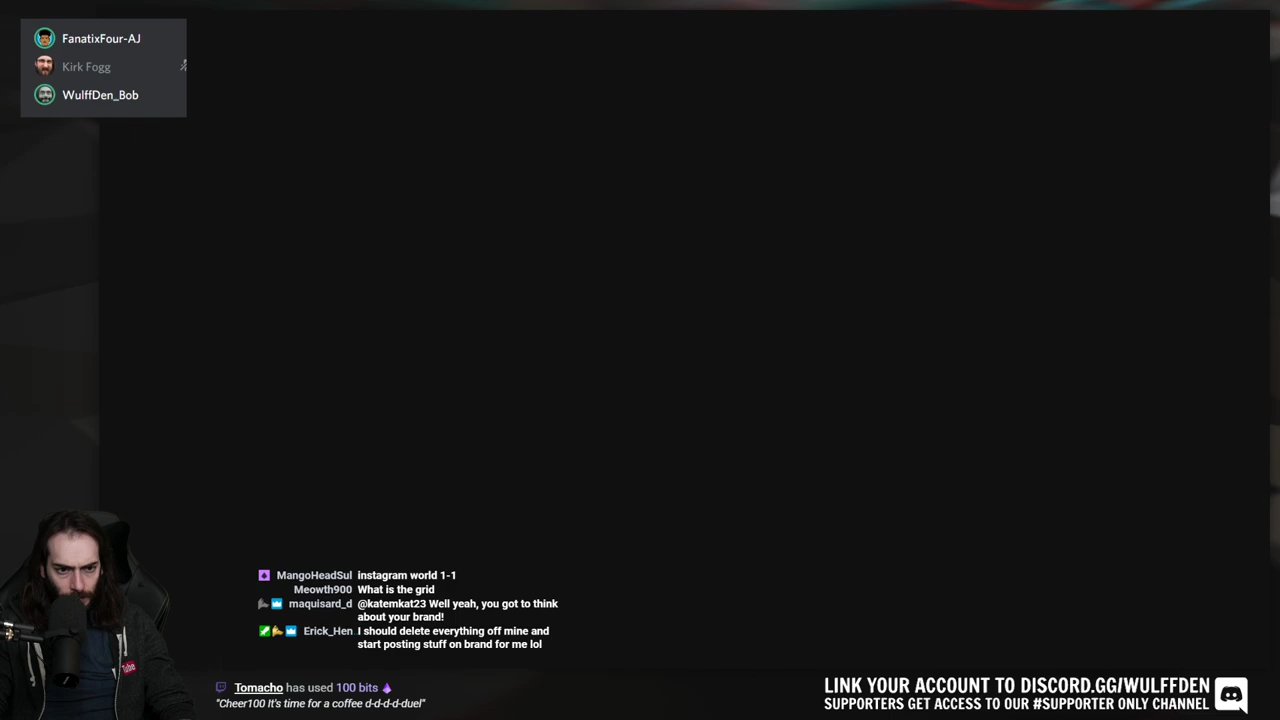 FanatixFour-AJ
Kirk Fogg
WulffDen_Bob
MangoHeadSul instagram world 1-1
Meowth900 What is the grid
maquisard_d @katemkat23 Well yeah, you got to think
about your brand!
Erick_Hen I should delete everything off mine and
start posting stuff on brand for me lol
Tomacho has used 100 bits
"Cheer100 It's time for a coffee d-d-d-d-duel"
LINK YOUR ACCOUNT TO DISCORD.GG/WULFFDEN
SUPPORTERS GET ACCESS TO OUR #SUPPORTER ONLY CHANNEL
Tube